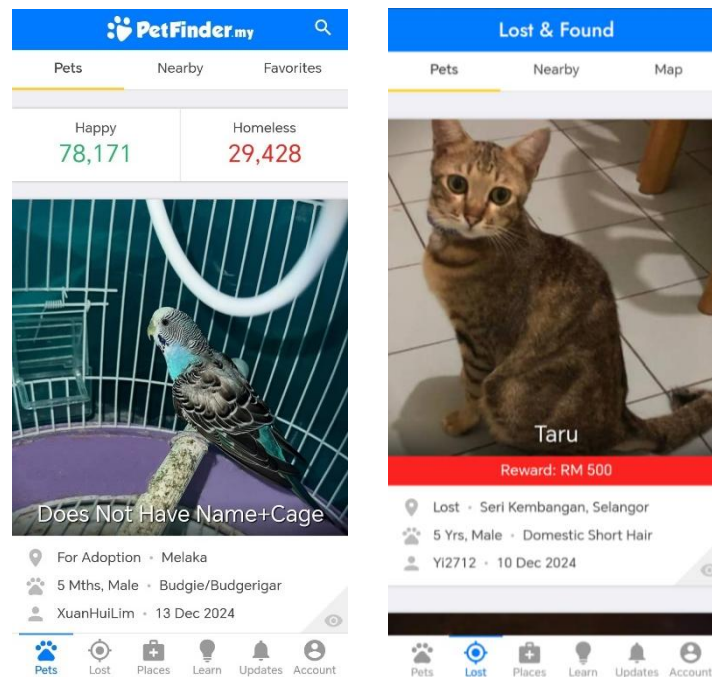 PetFinder.my
Pets Nearby Favorites
Happy Homeless
78,171 29,428
Does Not Have Name+Cage
For Adoption • Melaka
5 Mths, Male • Budgie/Budgerigar
XuanHuiLim • 13 Dec 2024
Pets Lost Places Learn Updates Account
Lost & Found
Pets Nearby Map
Taru
Reward: RM 500
Lost • Seri Kembangan, Selangor
5 Yrs, Male • Domestic Short Hair
Yi2712 • 10 Dec 2024
Pets Lost Places Learn Updates Account